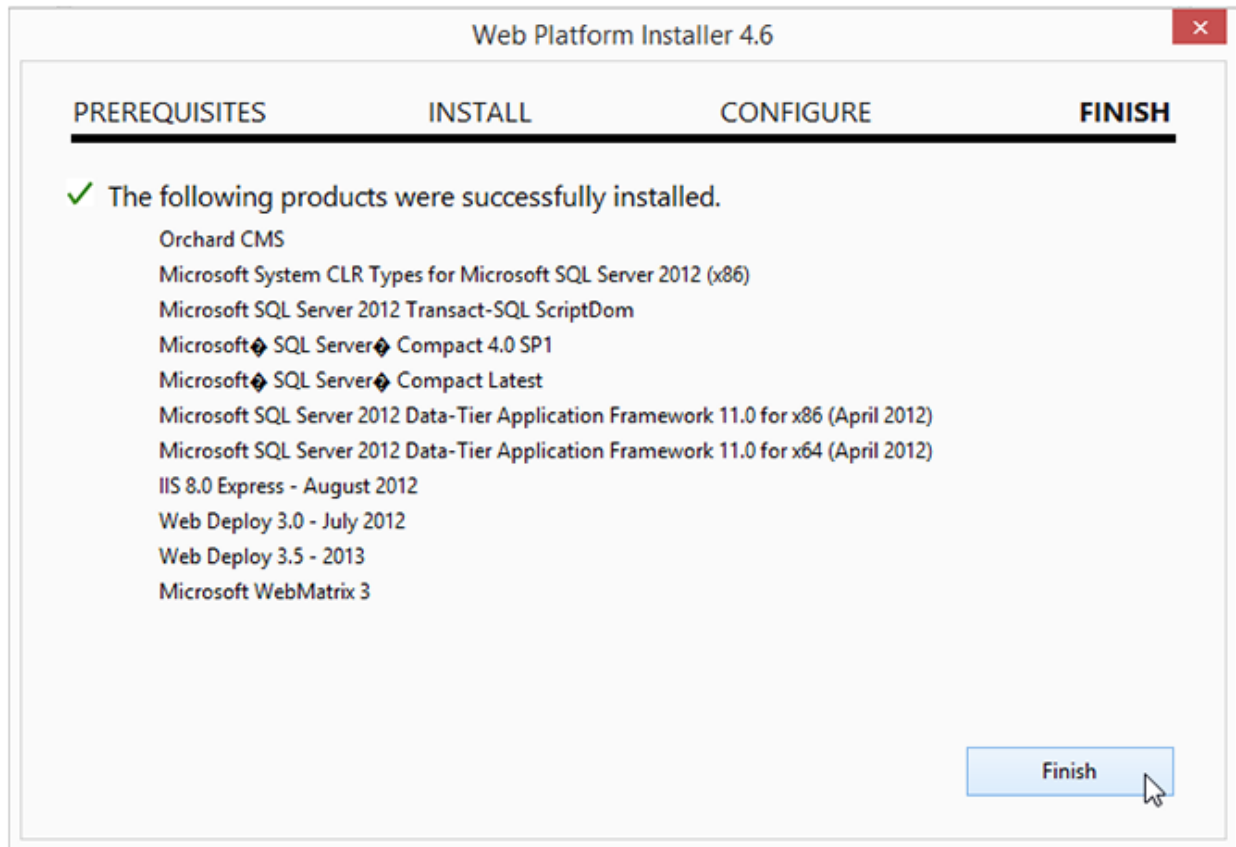 Web Platform Installer 4.6
PREREQUISITES INSTALL CONFIGURE FINISH
The following products were successfully installed.
Orchard CMS
Microsoft System CLR Types for Microsoft SQL Server 2012 (x86)
Microsoft SQL Server 2012 Transact-SQL ScriptDom
Microsoft� SQL Server� Compact 4.0 SP1
Microsoft� SQL Server� Compact Latest
Microsoft SQL Server 2012 Data-Tier Application Framework 11.0 for x86 (April 2012)
Microsoft SQL Server 2012 Data-Tier Application Framework 11.0 for x64 (April 2012)
IIS 8.0 Express - August 2012
Web Deploy 3.0 - July 2012
Web Deploy 3.5 - 2013
Microsoft WebMatrix 3
Finish